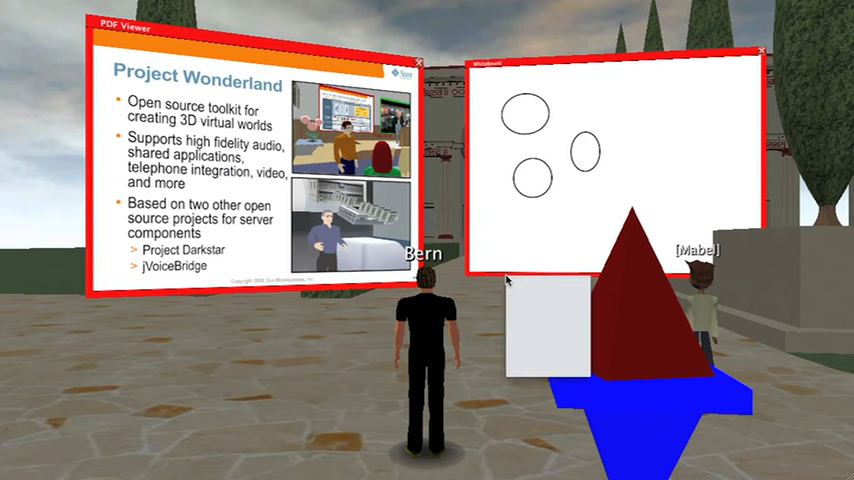 PDF Viewer
Project Wonderland
Sun
• Open source toolkit for
creating 3D virtual worlds
• Supports high fidelity audio,
shared applications,
telephone integration, video,
and more
• Based on two other open
source projects for server
components
> Project Darkstar
> jVoiceBridge
Whiteboard
Bern
[Mabel]